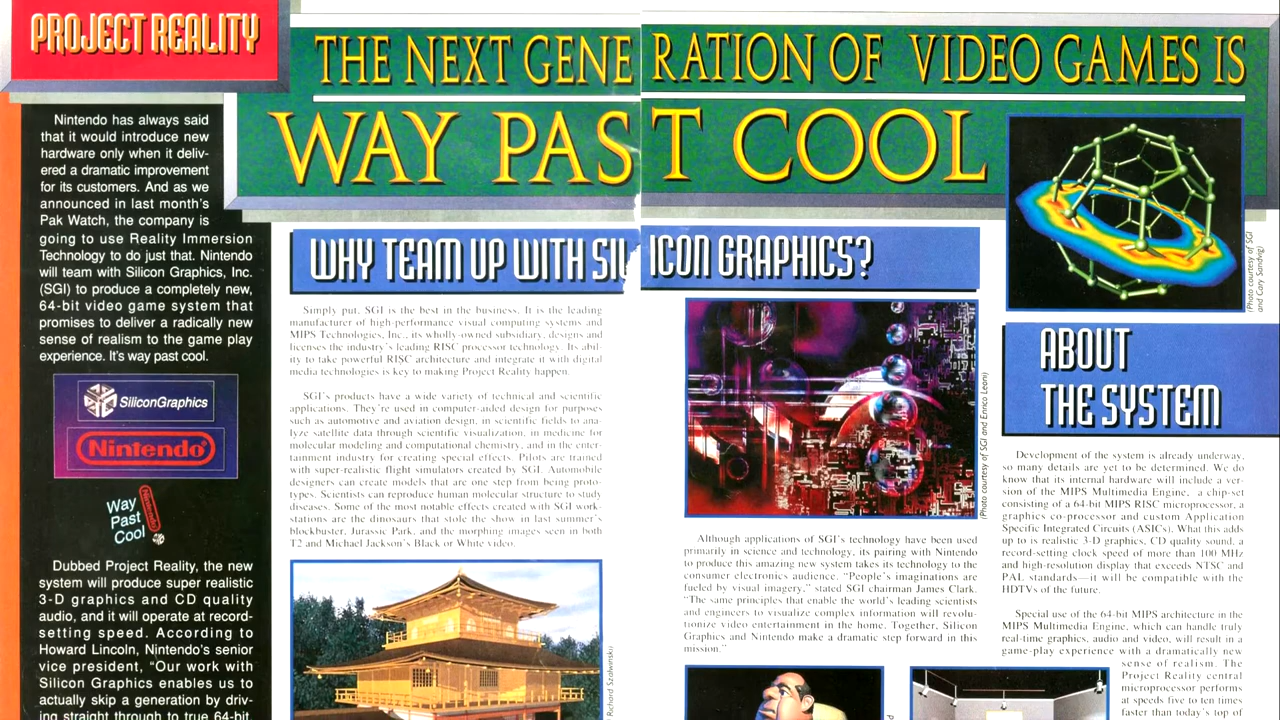 PROJECT REALITY
THE NEXT GENERATION OF VIDEO GAMES IS
WAY PAST COOL
Nintendo has always said
that it would introduce new
hardware only when it deliv-
ered a dramatic improvement
for its customers. And as we
announced in last month's
Pak Watch, the company is
going to use Reality Immersion
Technology to do just that. Nintendo
will team with Silicon Graphics, Inc.
(SGI) to produce a completely new,
64-bit video game system that
promises to deliver a radically new
sense of realism to the game play
experience. It's way past cool.
SiliconGraphics
Nintendo
Way
Past
Cool
Nintendo
Dubbed Project Reality, the new
system will produce super realistic
3-D graphics and CD quality
audio, and it will operate at record-
setting speed. According to
Howard Lincoln, Nintendo's senior
vice president, "Our work with
Silicon Graphics enables us to
actually skip a generation by driv-
ing straight through to true 64-bit,
WHY TEAM UP WITH SILICON GRAPHICS?
Simply put, SGI is the best in the business. It is the leading
manufacturer of high-performance visual computing systems and
MIPS Technologies, Inc., its wholly-owned subsidiary, designs and
licenses the industry's leading RISC processor technology. Its abil-
ity to take powerful RISC architecture and integrate it with digital
media technologies is key to making Project Reality happen.
SGI's products have a wide variety of technical and scientific
applications. They're used in computer-aided design for purposes
such as automotive and aviation design, in scientific fields to ana-
lyze satellite data through scientific visualization, in medicine for
molecular modeling and computational chemistry, and in the enter-
tainment industry for creating special effects. Pilots are trained
with super-realistic flight simulators created by SGI. Automobile
designers can create models that are one step from being proto-
types. Scientists can reproduce human molecular structure to study
diseases. Some of the most notable effects created with SGI work-
stations are the dinosaurs that stole the show in last summer's
blockbuster, Jurassic Park, and the morphing images seen in both
T2 and Michael Jackson's Black or White video.
Richard Szalwinski
(Photo courtesy of SGI and Enrico Leani)
Although applications of SGI's technology have been used
primarily in science and technology, its pairing with Nintendo
to produce this amazing new system takes its technology to the
consumer electronics audience. "People's imaginations are
fueled by visual imagery," stated SGI chairman James Clark.
"The same principles that enable the world's leading scientists
and engineers to visualize complex information will revolu-
tionize video entertainment in the home. Together, Silicon
Graphics and Nintendo make a dramatic step forward in this
mission."
(Photo courtesy of SGI
and Cary Sandvig)
ABOUT
THE SYSTEM
Development of the system is already underway,
so many details are yet to be determined. We do
know that its internal hardware will include a ver-
sion of the MIPS Multimedia Engine, a chip-set
consisting of a 64-bit MIPS RISC microprocessor, a
graphics co-processor and custom Application
Specific Integrated Circuits (ASICs). What this adds
up to is realistic 3-D graphics, CD quality sound, a
record-setting clock speed of more than 100 MHz
and high-resolution display that exceeds NTSC and
PAL standards—it will be compatible with the
HDTVs of the future.
Special use of the 64-bit MIPS architecture in the
MIPS Multimedia Engine, which can handle truly
real-time graphics, audio and video, will result in a
game-play experience with a dramatically new
sense of realism. The
Project Reality central
microprocessor performs
at speeds five to ten times
faster than today's top of